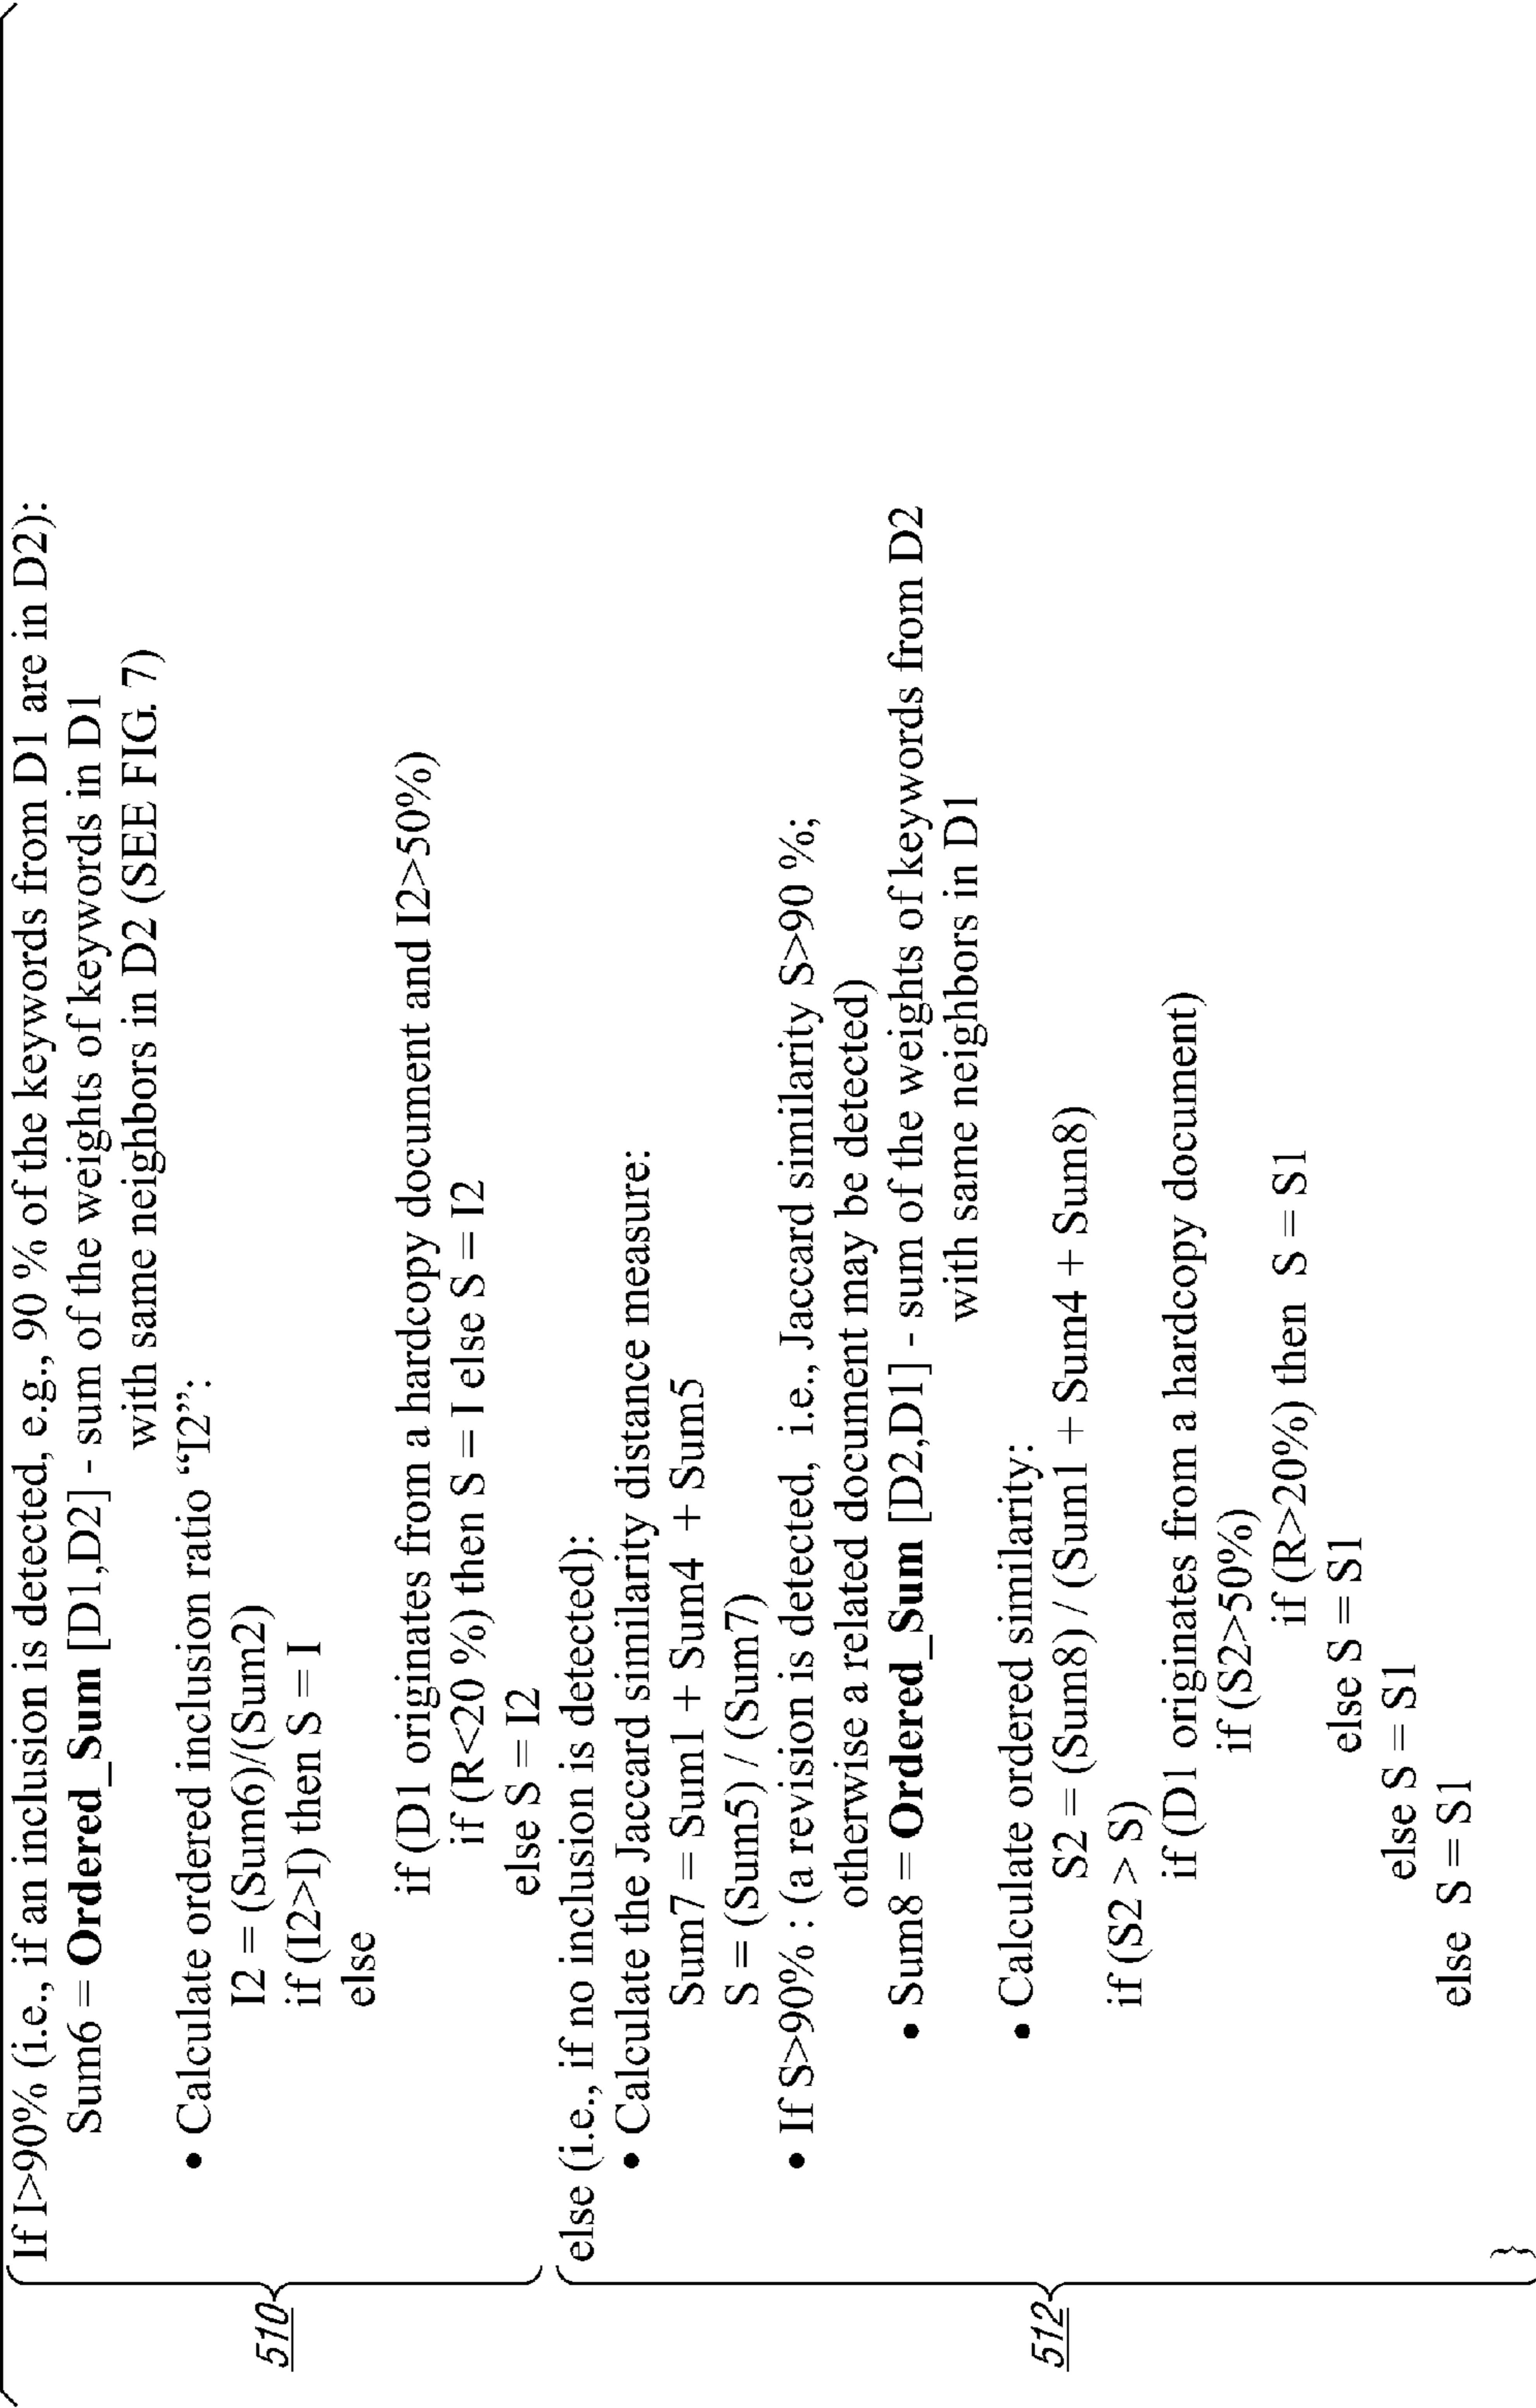 If I>90% (i.e., if an inclusion is detected, e.g., 90 % of the keywords from D1 are in D2):
Sum6 = Ordered_Sum [D1,D2] - sum of the weights of keywords in D1
with same neighbors in D2 (SEE FIG. 7)
• Calculate ordered inclusion ratio “I2”:
I2 = (Sum6)/(Sum2)
if (I2>I) then S = I
else
if (D1 originates from a hardcopy document and I2>50%)
if (R<20 %) then S = I else S = I2
else S = I2
510
else (i.e., if no inclusion is detected):
• Calculate the Jaccard similarity distance measure:
Sum7 = Sum1 + Sum4 + Sum5
S = (Sum5) / (Sum7)
• If S>90% : (a revision is detected, i.e., Jaccard similarity S>90 %;
otherwise a related document may be detected)
• Sum8 = Ordered_Sum [D2,D1] - sum of the weights of keywords from D2
with same neighbors in D1
• Calculate ordered similarity:
S2 = (Sum8) / (Sum1 + Sum4 + Sum8)
if (S2 > S)
if (D1 originates from a hardcopy document)
if (S2>50%)
if (R>20%) then S = S1
else S = S1
else S = S1
else S = S1
}
512